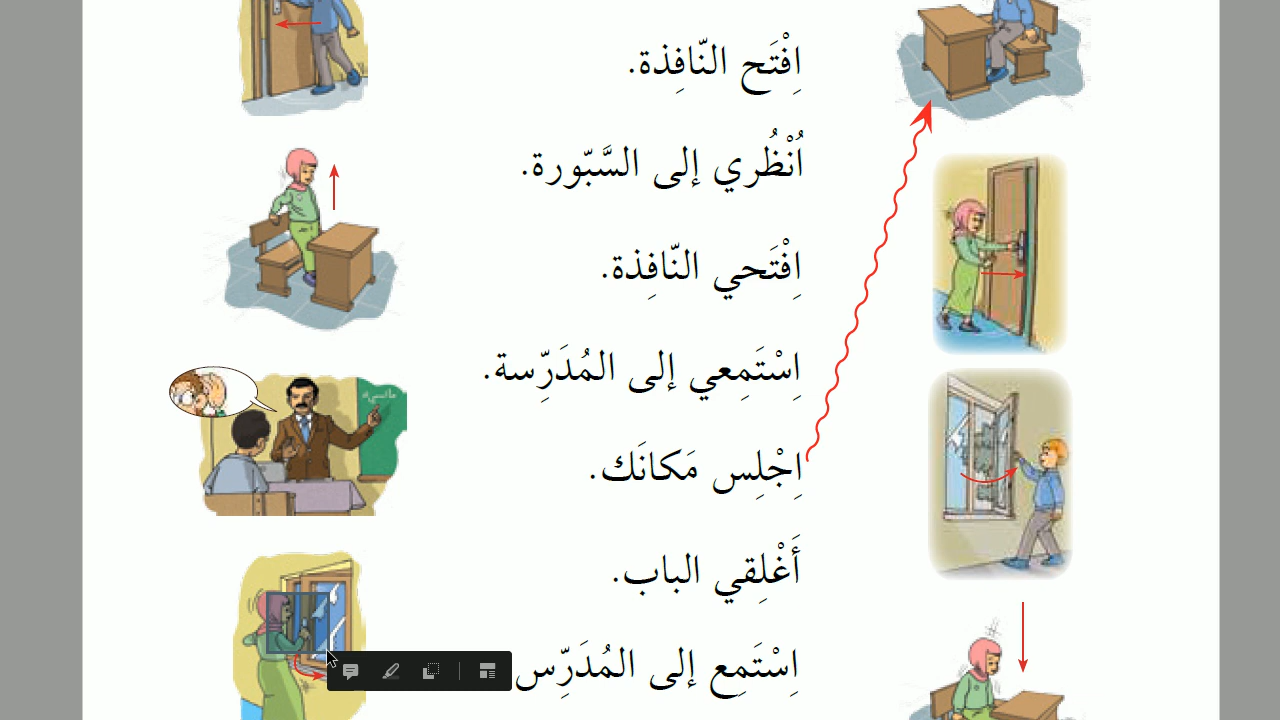 اِفْتَح النّافِذة.
اُنْظُري إلى السَّبّورة.
اِفْتَحي النّافِذة.
اِسْتَمِعي إلى المُدَرِّسة.
اِجْلِس مَكانَك.
أَغْلِقي الباب.
اِسْتَمِع إلى المُدَرِّس